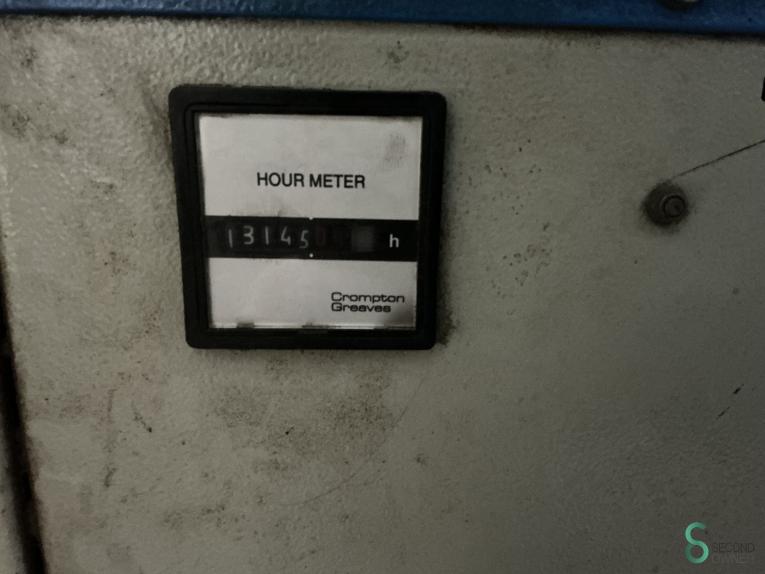 HOUR METER
13145 h
Crompton
Greaves
SECOND
OWNER